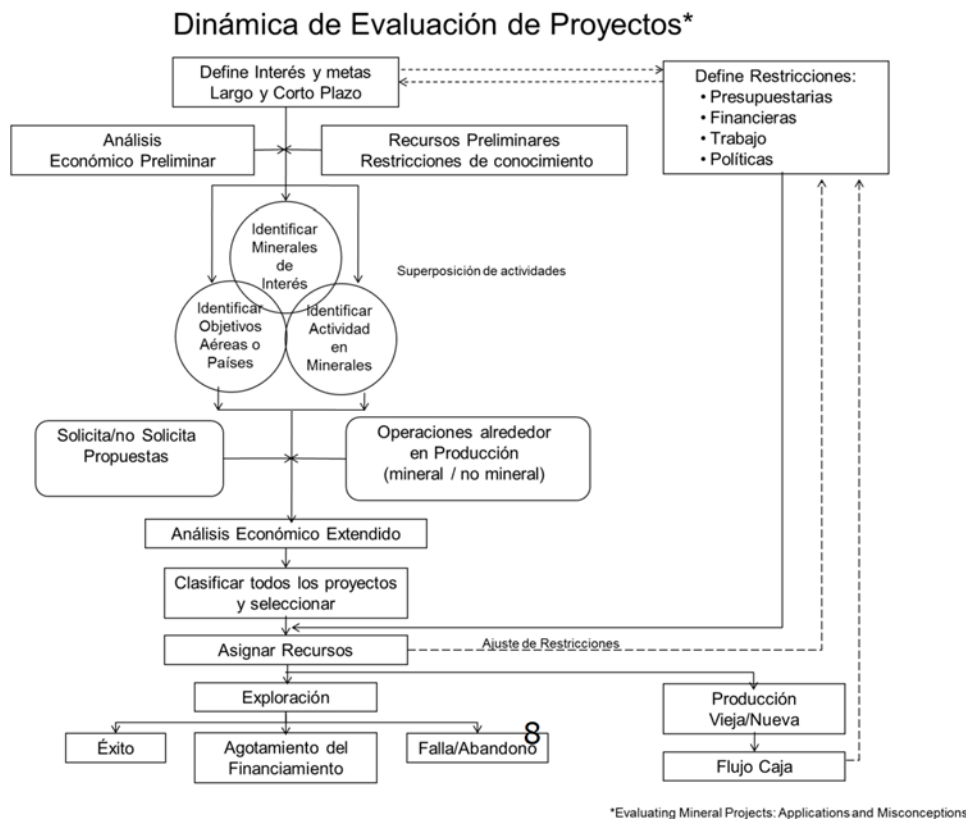 Dinámica de Evaluación de Proyectos*
Define Interés y metas
Largo y Corto Plazo
Define Restricciones:
• Presupuestarias
• Financieras
• Trabajo
• Políticas
Análisis
Económico Preliminar
Recursos Preliminares
Restricciones de conocimiento
Identificar
Minerales
de
Interés
Superposición de actividades
Identificar
Objetivos
Aéreas o
Países
Identificar
Actividad
en
Minerales
Solicita/no Solicita
Propuestas
Operaciones alrededor
en Producción
(mineral / no mineral)
Análisis Económico Extendido
Clasificar todos los proyectos
y seleccionar
Asignar Recursos
Ajuste de Restricciones
Exploración
Producción
Vieja/Nueva
Éxito
Agotamiento del
Financiamiento
Falla/Abandono
8
Flujo Caja
*Evaluating Mineral Projects: Applications and Misconceptions